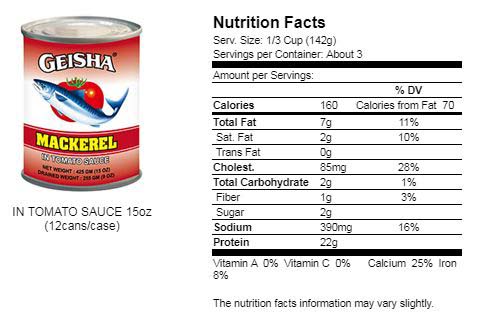 GEISHA®
MACKEREL
IN TOMATO SAUCE
NET WEIGHT : 425 GM (15 OZ)
DRAINED WEIGHT : 255 GM (9 OZ)
IN TOMATO SAUCE 15oz
(12cans/case)
Nutrition Facts
Serv. Size: 1/3 Cup (142g)
Servings per Container: About 3
Amount per Servings:
% DV
Calories 160 Calories from Fat 70
Total Fat 7g 11%
Sat. Fat 2g 10%
Trans Fat 0g
Cholest. 85mg 28%
Total Carbohydrate 2g 1%
Fiber 1g 3%
Sugar 2g
Sodium 390mg 16%
Protein 22g
Vitamin A 0% Vitamin C 0% Calcium 25% Iron
8%
The nutrition facts information may vary slightly.